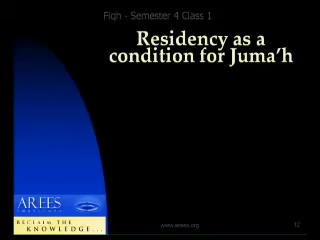 Fiqh - Semester 4 Class 1
Residency as a
condition for Juma’h
AREES
RECLAIM THE
KNOWLEDGE...
www.arees.org
12